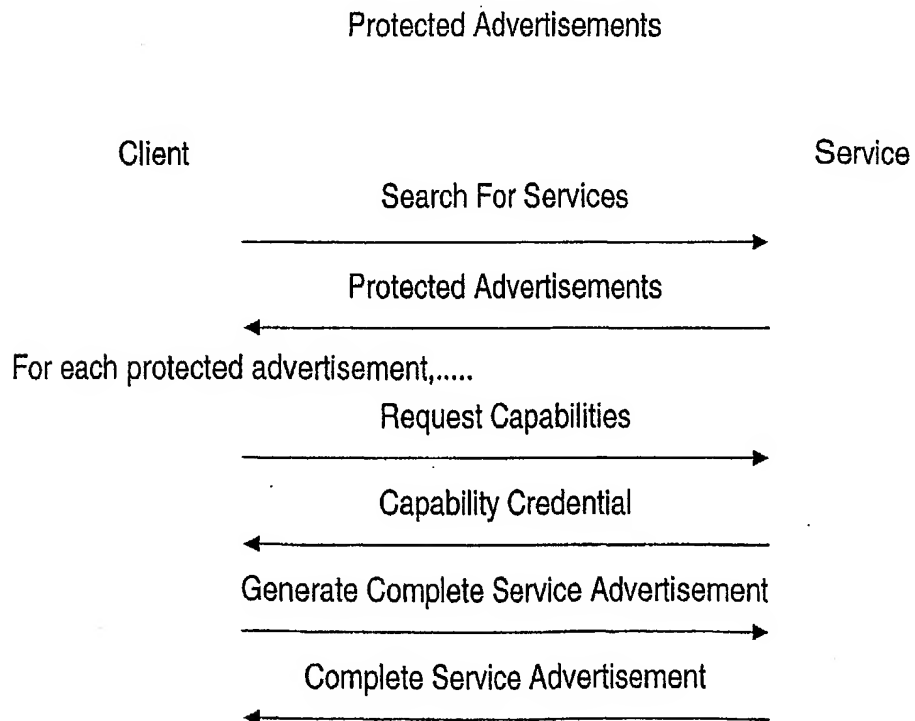 Protected Advertisements
Client Service
Search For Services
Protected Advertisements
For each protected advertisement,.....
Request Capabilities
Capability Credential
Generate Complete Service Advertisement
Complete Service Advertisement